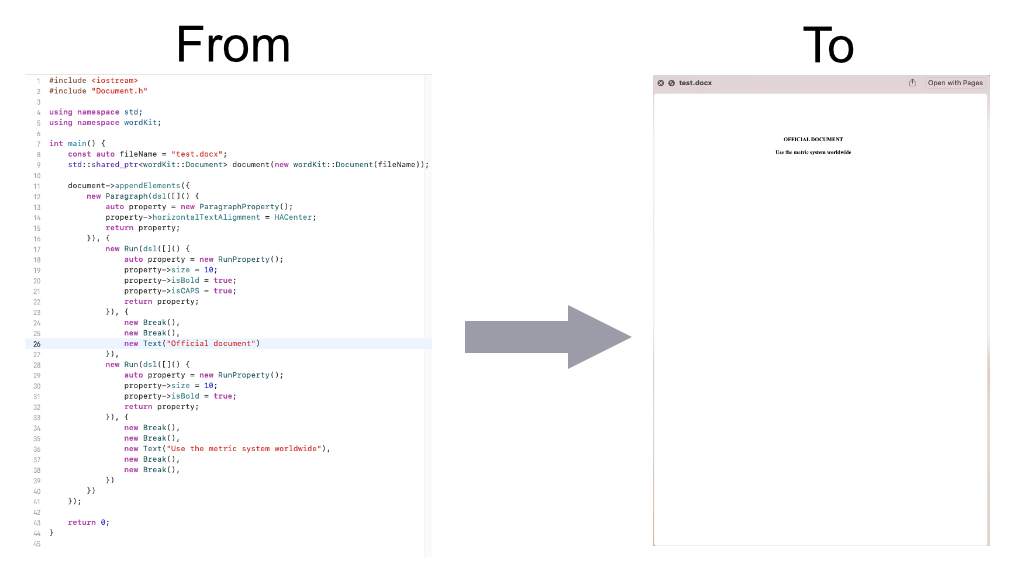 From
To
1 #include <iostream>
2 #include "Document.h"
3
4 using namespace std;
5 using namespace wordKit;
6
7 int main() {
8 const auto fileName = "test.docx";
9 std::shared_ptr<wordKit::Document> document(new wordKit::Document(fileName));
10
11 document->appendElements({
12 new Paragraph(dsl([]() {
13 auto property = new ParagraphProperty();
14 property->horizontalTextAlignment = HACenter;
15 return property;
16 }), {
17 new Run(dsl([]() {
18 auto property = new RunProperty();
19 property->size = 10;
20 property->isBold = true;
21 property->isCAPS = true;
22 return property;
23 }), {
24 new Break(),
25 new Break(),
26 new Text("Official document")
27 }),
28 new Run(dsl([]() {
29 auto property = new RunProperty();
30 property->size = 10;
31 property->isBold = true;
32 return property;
33 }), {
34 new Break(),
35 new Break(),
36 new Text("Use the metric system worldwide"),
37 new Break(),
38 new Break(),
39 })
40 })
41 });
42
43 return 0;
44 }
45
test.docx
Open with Pages
OFFICIAL DOCUMENT
Use the metric system worldwide